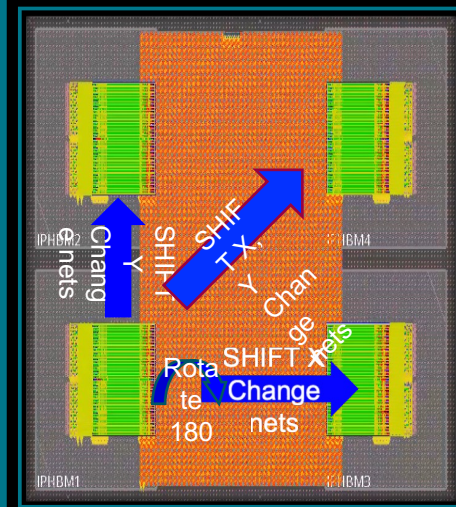 IPHBM2
IPHBM4
SHIFT
Y
Chang
e nets
SHIF
T X,
Y
Chan
ge
nets
SHIFT X
Change
nets
Rota
te
180
IPHBM1
IPHBM3